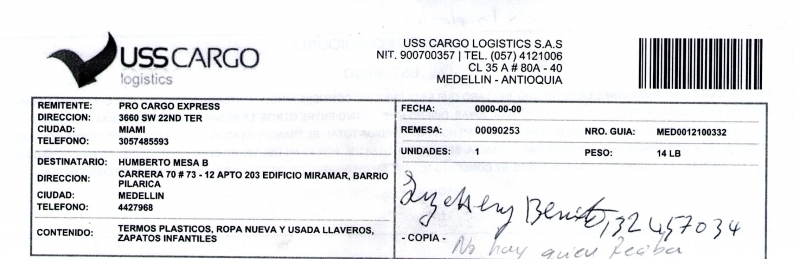 USS CARGO
logistics
USS CARGO LOGISTICS S.A.S
NIT. 900700357 | TEL. (057) 4121006
CL 35 A # 80A - 40
MEDELLIN - ANTIOQUIA
REMITENTE: PRO CARGO EXPRESS
DIRECCION: 3660 SW 22ND TER
CIUDAD: MIAMI
TELEFONO: 3057485593
DESTINATARIO: HUMBERTO MESA B
DIRECCION: CARRERA 70 # 73 - 12 APTO 203 EDIFICIO MIRAMAR, BARRIO
PILARICA
CIUDAD: MEDELLIN
TELEFONO: 4427968
CONTENIDO: TERMOS PLASTICOS, ROPA NUEVA Y USADA LLAVEROS,
ZAPATOS INFANTILES
FECHA: 0000-00-00
REMESA: 00090253 NRO. GUIA: MED0012100332
UNIDADES: 1 PESO: 14 LB
32457034
- COPIA -
No hay quien Reciba